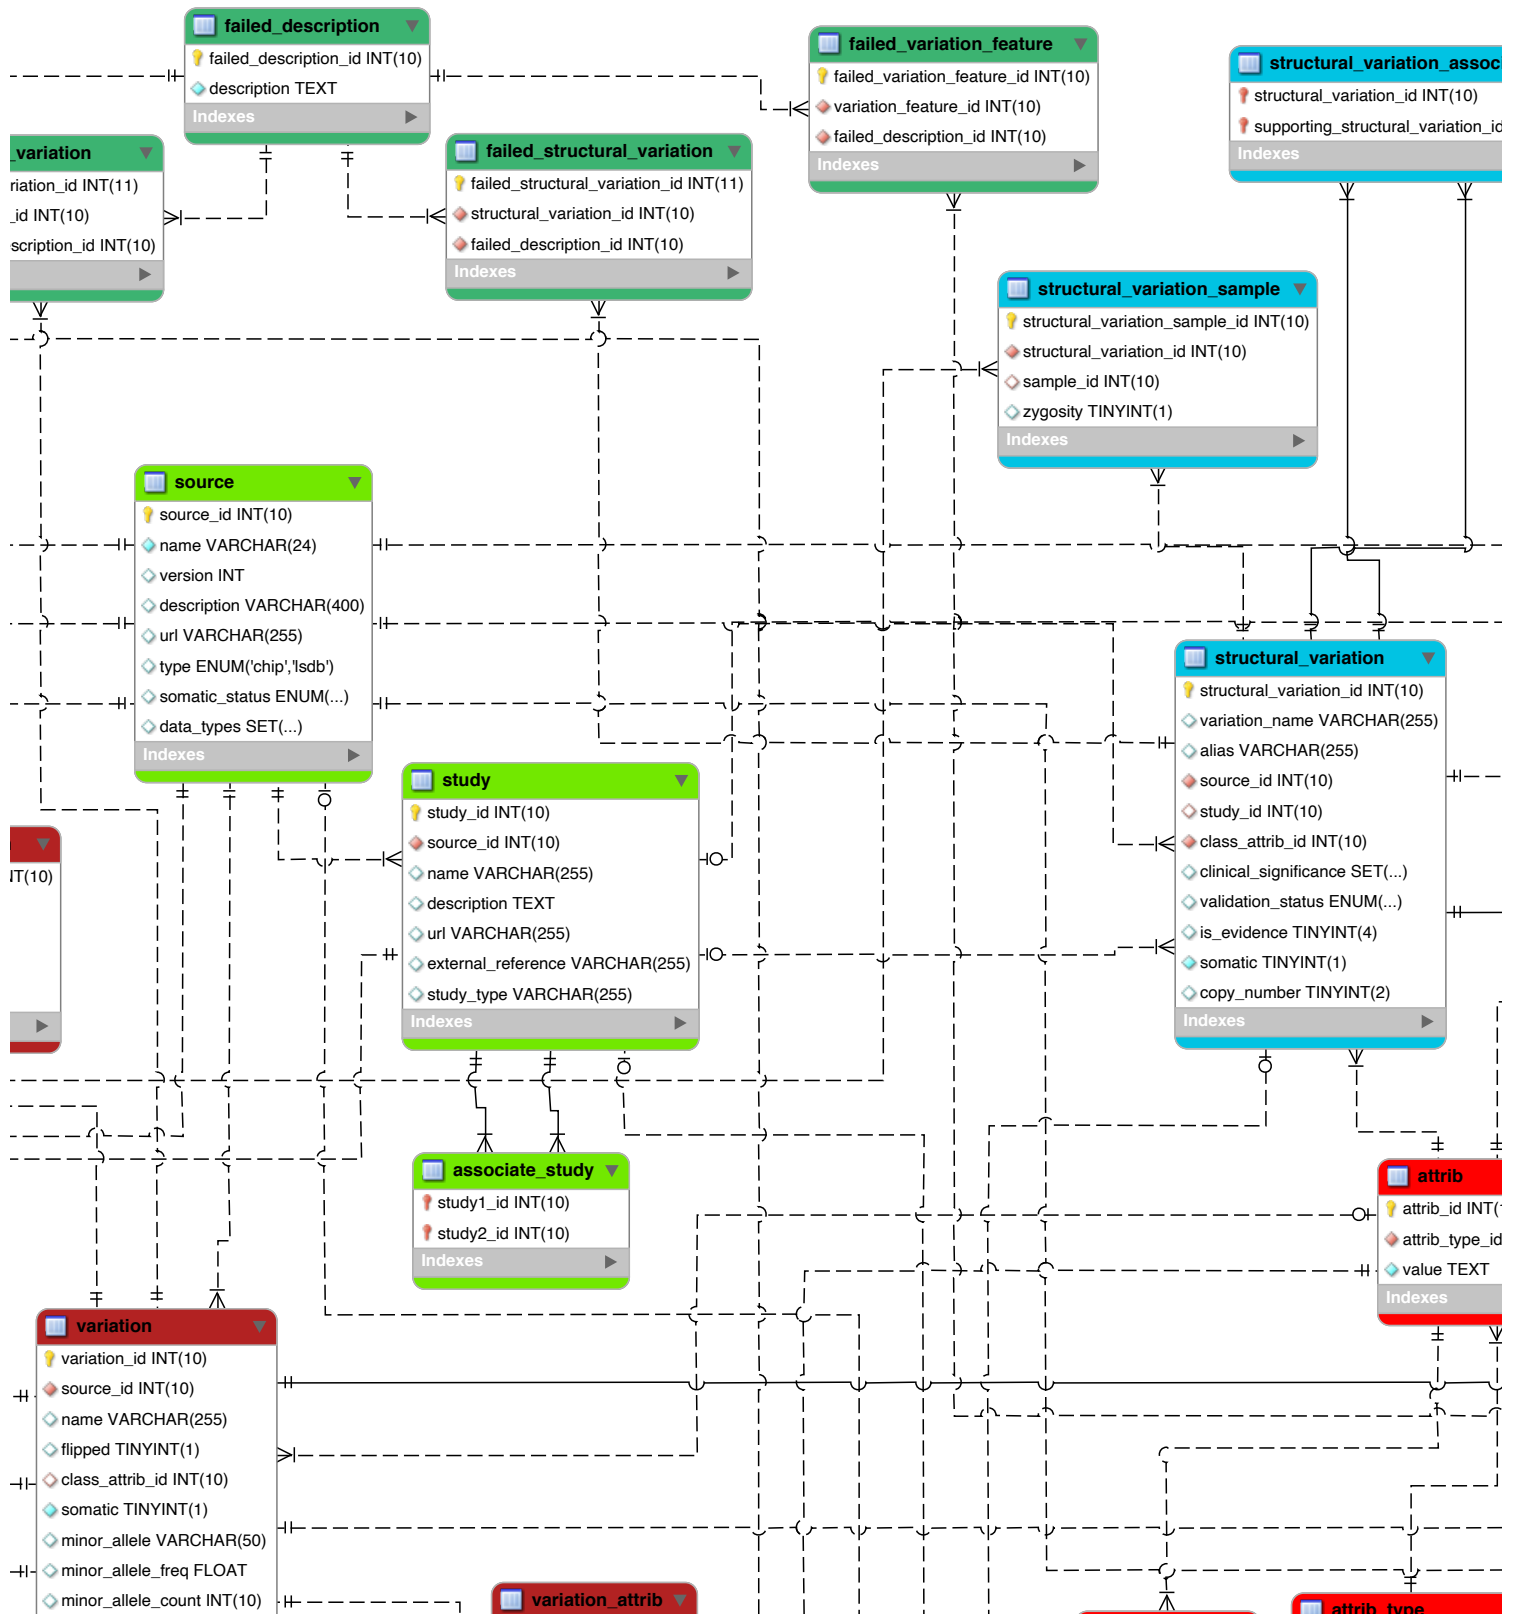 failed_description
failed_description_id INT(10)
description TEXT
Indexes
failed_variation_feature
failed_variation_feature_id INT(10)
variation_feature_id INT(10)
failed_description_id INT(10)
Indexes
structural_variation_assoc
structural_variation_id INT(10)
supporting_structural_variation_id
Indexes
_variation
riation_id INT(11)
_id INT(10)
scription_id INT(10)
failed_structural_variation
failed_structural_variation_id INT(11)
structural_variation_id INT(10)
failed_description_id INT(10)
Indexes
structural_variation_sample
structural_variation_sample_id INT(10)
structural_variation_id INT(10)
sample_id INT(10)
zygosity TINYINT(1)
Indexes
source
source_id INT(10)
name VARCHAR(24)
version INT
description VARCHAR(400)
url VARCHAR(255)
type ENUM('chip','lsdb')
somatic_status ENUM(...)
data_types SET(...)
Indexes
structural_variation
structural_variation_id INT(10)
variation_name VARCHAR(255)
alias VARCHAR(255)
source_id INT(10)
study_id INT(10)
class_attrib_id INT(10)
clinical_significance SET(...)
validation_status ENUM(...)
is_evidence TINYINT(4)
somatic TINYINT(1)
copy_number TINYINT(2)
Indexes
study
study_id INT(10)
source_id INT(10)
name VARCHAR(255)
description TEXT
url VARCHAR(255)
external_reference VARCHAR(255)
study_type VARCHAR(255)
Indexes
NT(10)
associate_study
study1_id INT(10)
study2_id INT(10)
Indexes
attrib
attrib_id INT(
attrib_type_id
value TEXT
Indexes
variation
variation_id INT(10)
source_id INT(10)
name VARCHAR(255)
flipped TINYINT(1)
class_attrib_id INT(10)
somatic TINYINT(1)
minor_allele VARCHAR(50)
minor_allele_freq FLOAT
minor_allele_count INT(10)
variation_attrib
attrib_type